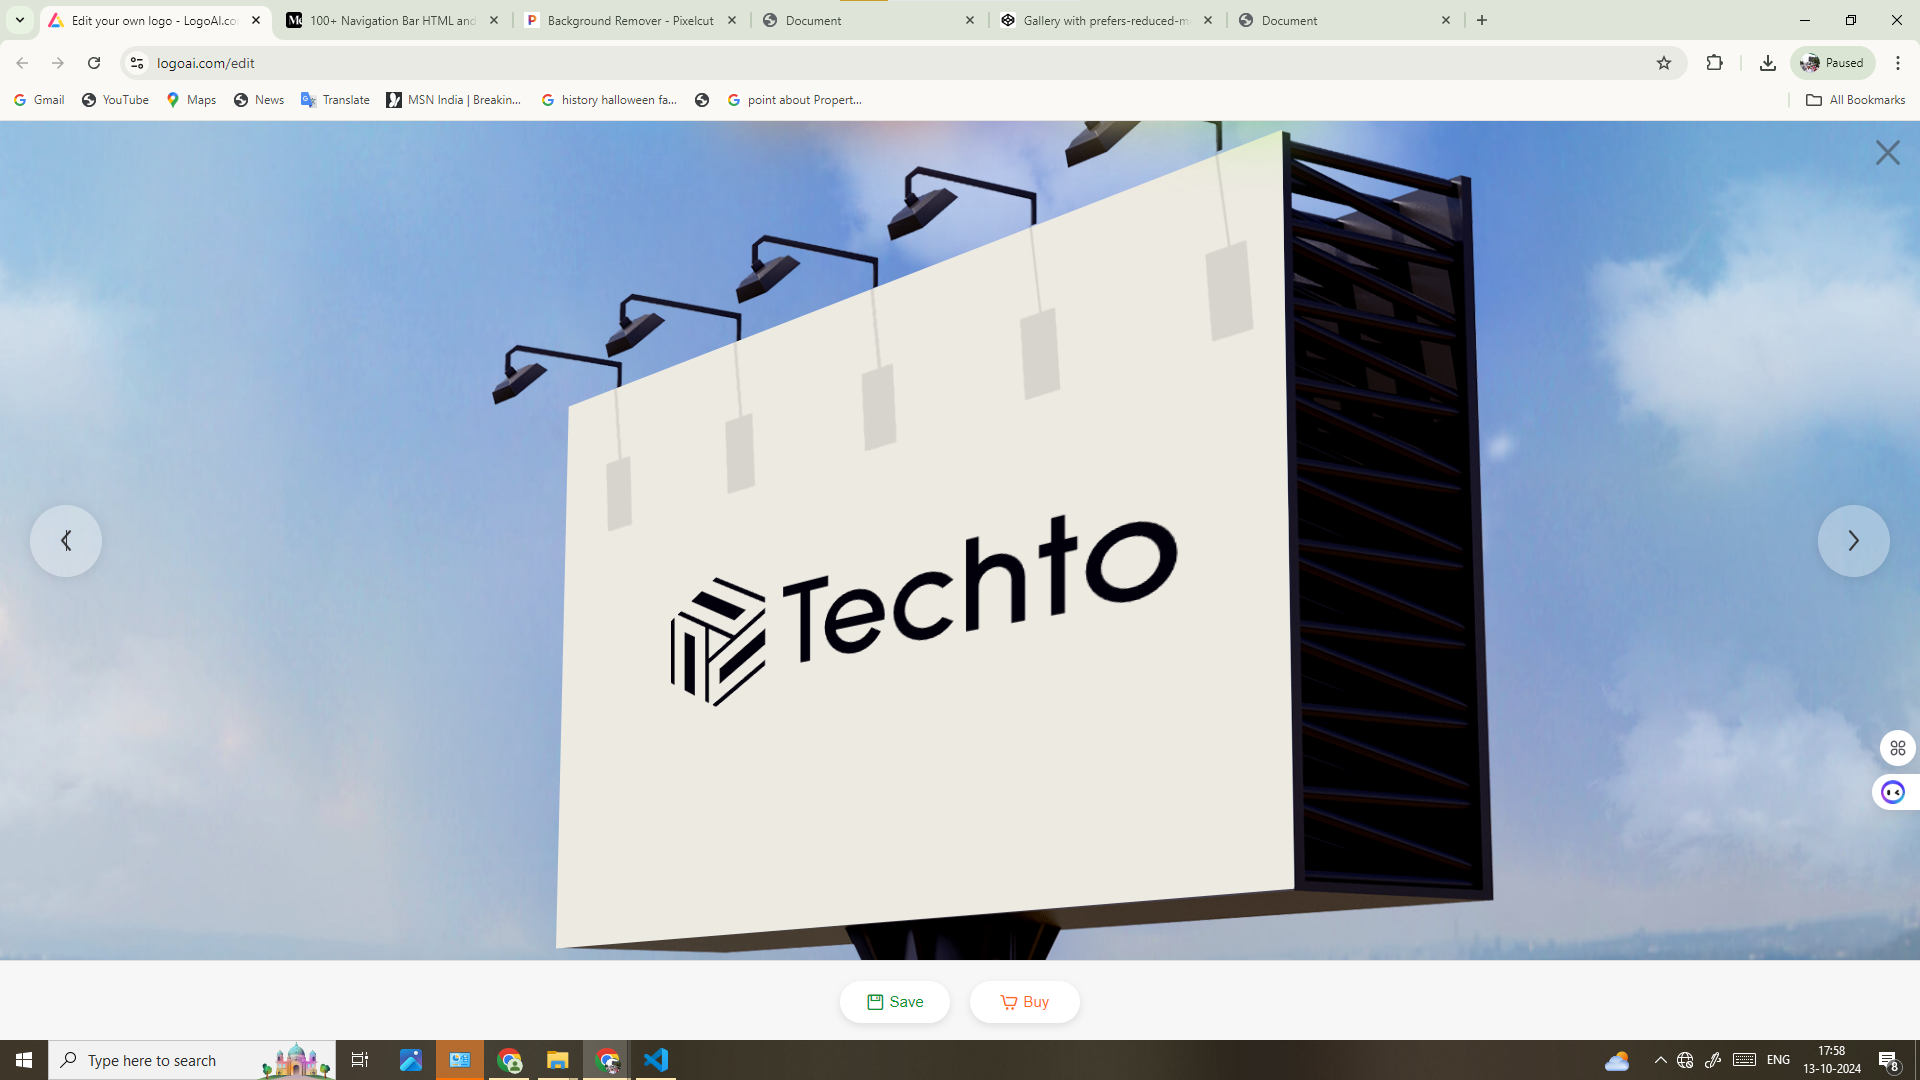 Edit your own logo - LogoAI.co
100+ Navigation Bar HTML and
Background Remover - Pixelcut
Document
Gallery with prefers-reduced-m
Document
logoai.com/edit
Paused
Gmail
YouTube
Maps
News
Translate
MSN India | Breakin...
history halloween fa...
point about Propert...
All Bookmarks
Techto
Save
Buy
Type here to search
ENG
17:58
13-10-2024
8